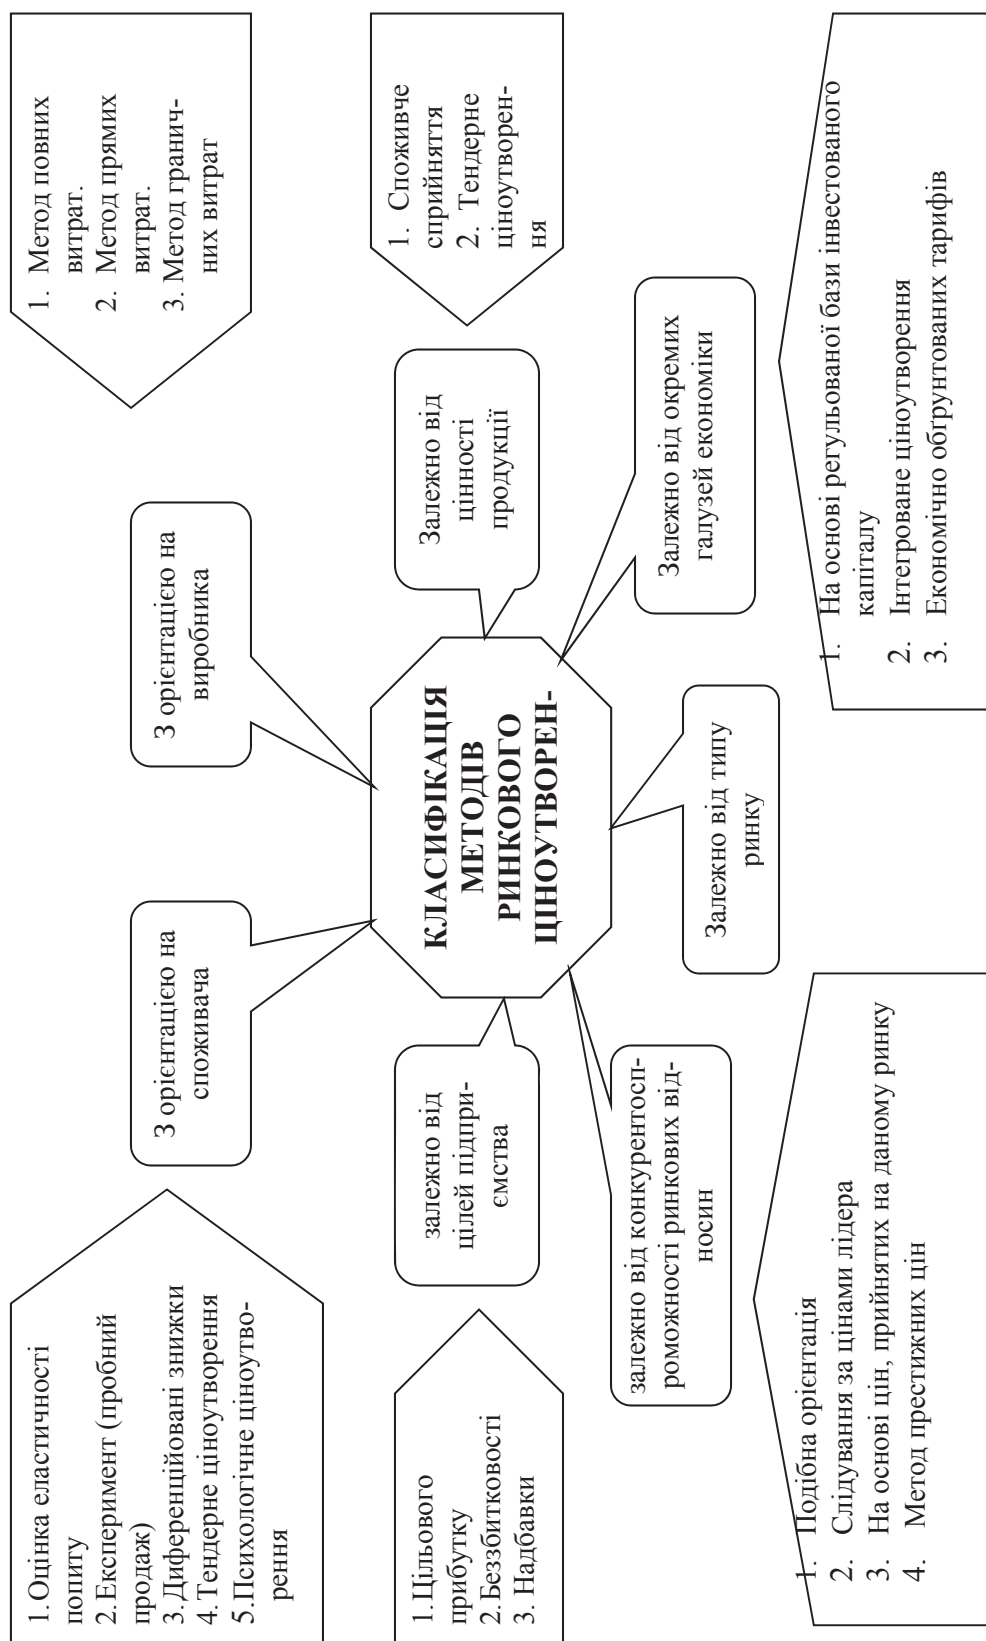 1. Оцінка еластичності
попиту
2. Експеримент (пробний
продаж)
3. Диференційовані знижки
4. Тендерне ціноутворення
5. Психологічне ціноутво-
рення
З орієнтацією на
споживача
З орієнтацією на
виробника
1. Метод повних
витрат.
2. Метод прямих
витрат.
3. Метод гранич-
них витрат
1. Цільового
прибутку
2. Беззбитковості
3. Надбавки
залежно від
цілей підпри-
ємства
КЛАСИФІКАЦІЯ
МЕТОДІВ
РИНКОВОГО
ЦІНОУТВОРЕН-
Залежно від
цінності
продукції
1. Споживче
сприйняття
2. Тендерне
ціноутворен-
ня
залежно від конкурентосп-
роможності ринкових від-
носин
Залежно від типу
ринку
Залежно від окремих
галузей економіки
1. Подібна орієнтація
2. Слідування за цінами лідера
3. На основі цін, прийнятих на даному ринку
4. Метод престижних цін
1. На основі регульованої бази інвестованого
капіталу
2. Інтегроване ціноутворення
3. Економічно обґрунтованих тарифів